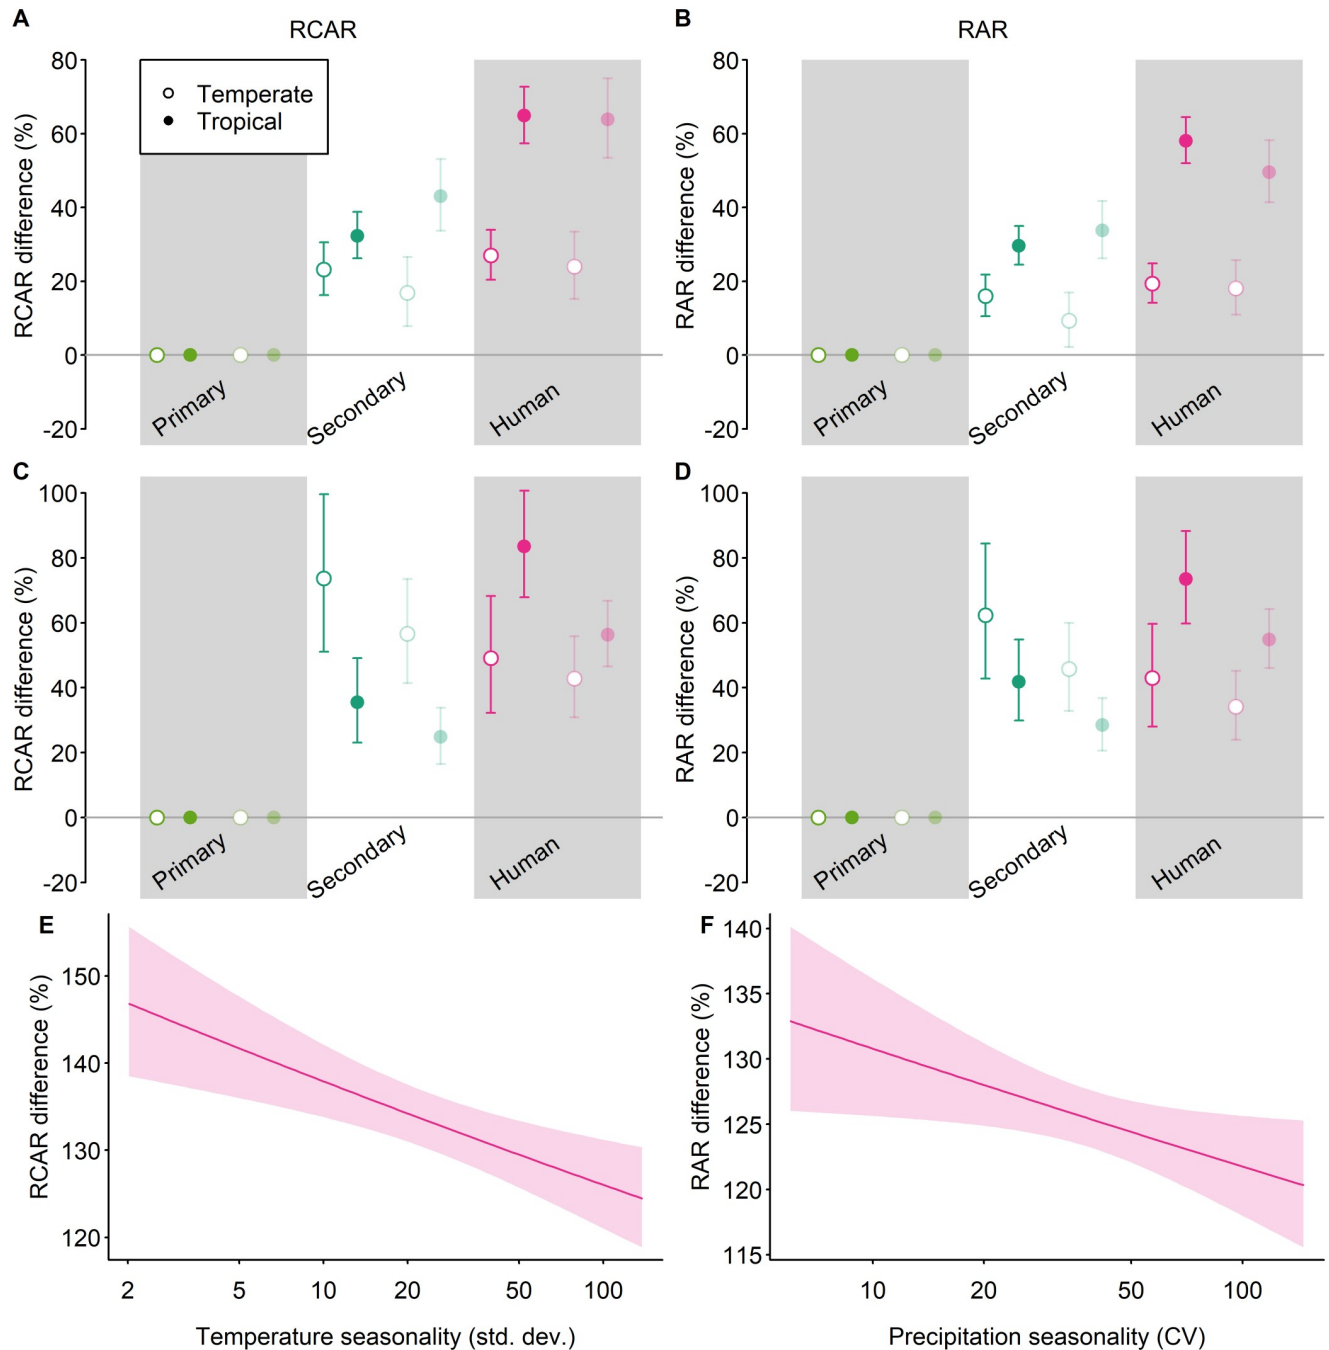 A
RCAR
80
60
40
20
0
-20
RCAR difference (%)
Temperate
Tropical
Primary
Secondary
Human
B
RAR
80
60
40
20
0
-20
RAR difference (%)
Primary
Secondary
Human
C
100
80
60
40
20
0
-20
RCAR difference (%)
Primary
Secondary
Human
D
100
80
60
40
20
0
-20
RAR difference (%)
Primary
Secondary
Human
E
150
140
130
120
RCAR difference (%)
2 5 10 20 50 100
Temperature seasonality (std. dev.)
F
140
135
130
125
120
115
RAR difference (%)
10 20 50 100
Precipitation seasonality (CV)